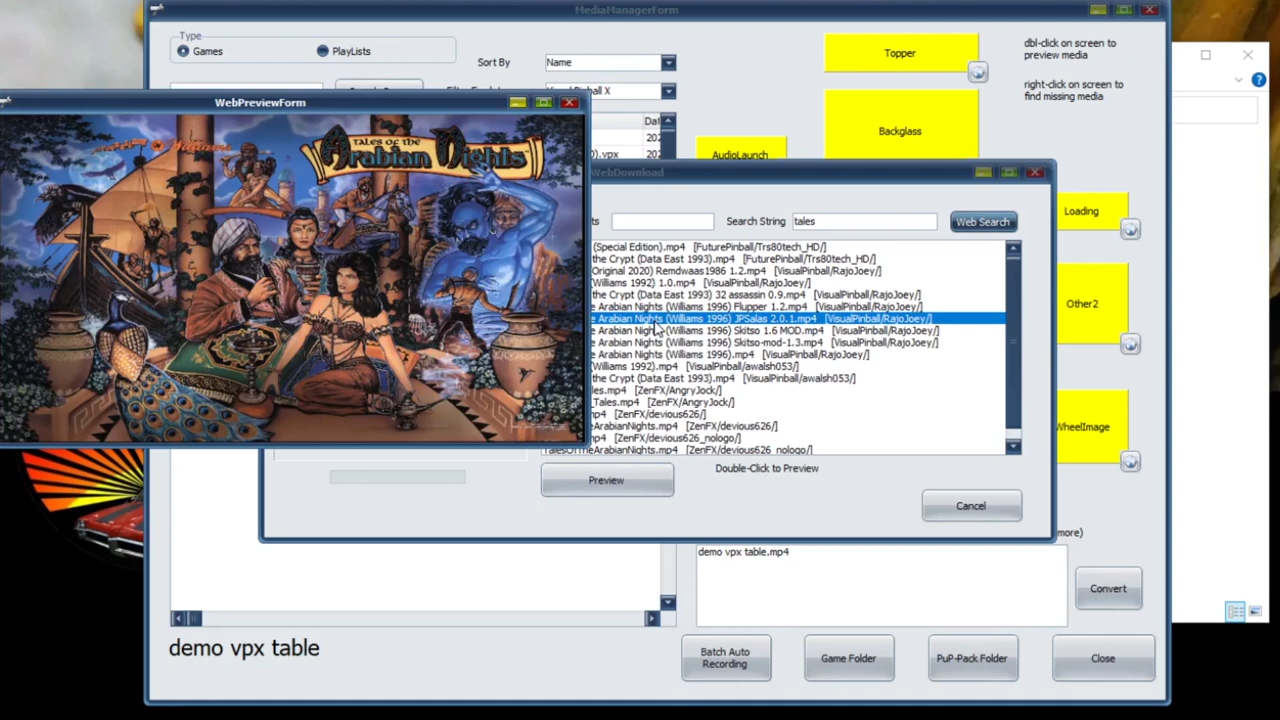 MediaManagerForm
Type
Games
PlayLists
Sort By
Name
Topper
dbl-click on screen to
preview media
right-click on screen to
find missing media
Backglass
AudioLaunch
WebPreviewForm
Williams
TALES OF THE
Arabian Nights
WebDownload
Search String
tales
Web Search
Loading
(Special Edition).mp4 [FuturePinball/Trs80tech_HD/]
the Crypt (Data East 1993).mp4 [FuturePinball/Trs80tech_HD/]
Original 2020) Remdwaas1986 1.2.mp4 [VisualPinball/RajoJoey/]
(Williams 1992) 1.0.mp4 [VisualPinball/RajoJoey/]
the Crypt (Data East 1993) 32 assassin 0.9.mp4 [VisualPinball/RajoJoey/]
e Arabian Nights (Williams 1996) Flupper 1.2.mp4 [VisualPinball/RajoJoey/]
e Arabian Nights (Williams 1996) JPSalas 2.0.1.mp4 [VisualPinball/RajoJoey/]
e Arabian Nights (Williams 1996) Skitso 1.6 MOD.mp4 [VisualPinball/RajoJoey/]
e Arabian Nights (Williams 1996) Skitso-mod-1.3.mp4 [VisualPinball/RajoJoey/]
e Arabian Nights (Williams 1996).mp4 [VisualPinball/RajoJoey/]
(Williams 1992).mp4 [VisualPinball/awalsh053/]
the Crypt (Data East 1993).mp4 [VisualPinball/awalsh053/]
les.mp4 [ZenFX/AngryJock/]
_Tales.mp4 [ZenFX/AngryJock/]
mp4 [ZenFX/devious626/]
eArabianNights.mp4 [ZenFX/devious626/]
mp4 [ZenFX/devious626_nologo/]
TalesOfTheArabianNights.mp4 [ZenFX/devious626_nologo/]
Other2
WheelImage
Preview
Double-Click to Preview
Cancel
more)
demo vpx table.mp4
Convert
demo vpx table
Batch Auto
Recording
Game Folder
PuP-Pack Folder
Close